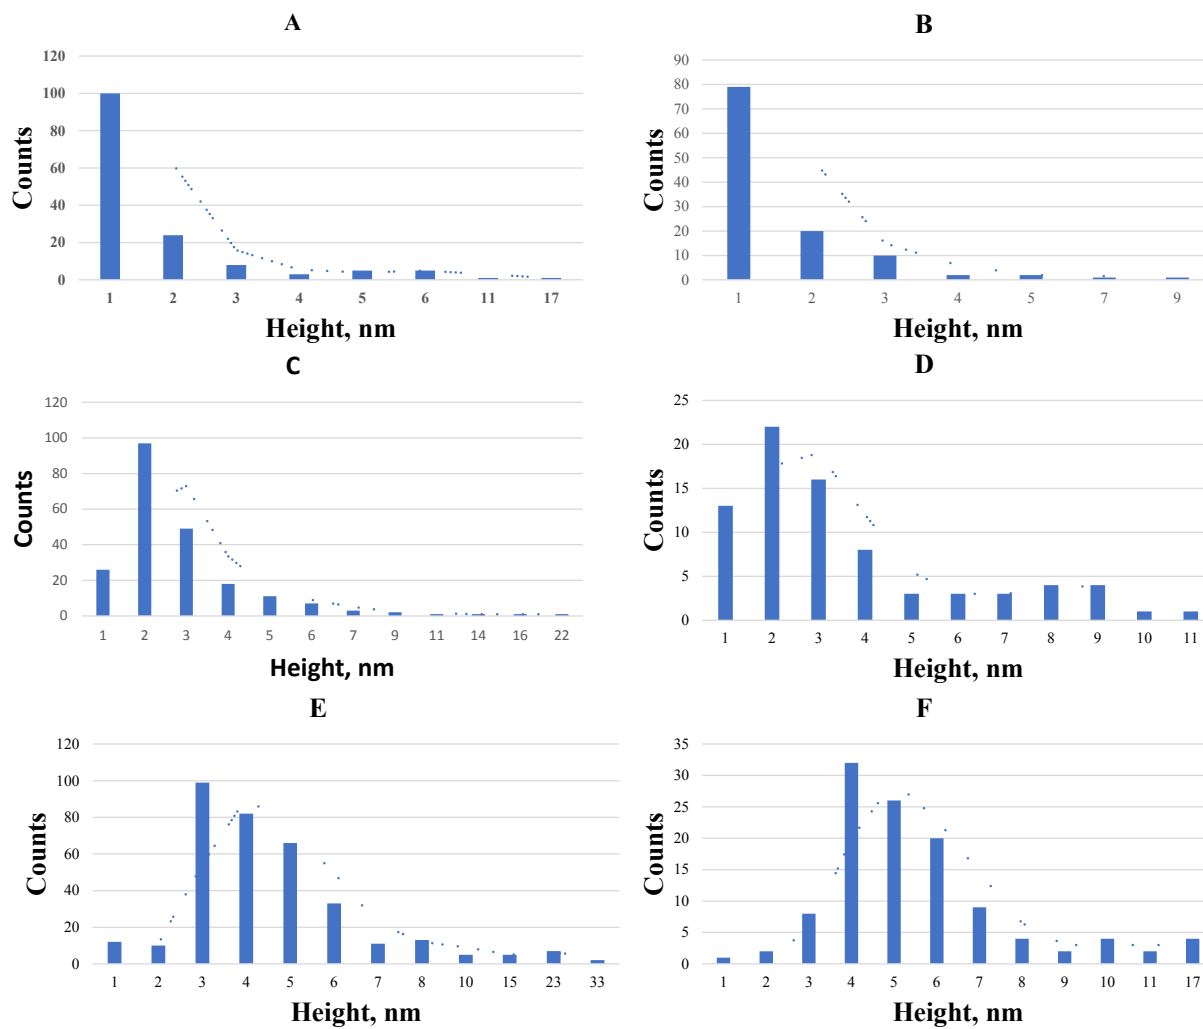 A
120
100
80
60
40
20
0
Counts
1 2 3 4 5 6 11 17
Height, nm
B
90
80
70
60
50
40
30
20
10
0
Counts
1 2 3 4 5 7 9
Height, nm
C
120
100
80
60
40
20
0
Counts
1 2 3 4 5 6 7 9 11 14 16 22
Height, nm
D
25
20
15
10
5
0
Counts
1 2 3 4 5 6 7 8 9 10 11
Height, nm
E
120
100
80
60
40
20
0
Counts
1 2 3 4 5 6 7 8 10 15 23 33
Height, nm
F
35
30
25
20
15
10
5
0
Counts
1 2 3 4 5 6 7 8 9 10 11 17
Height, nm